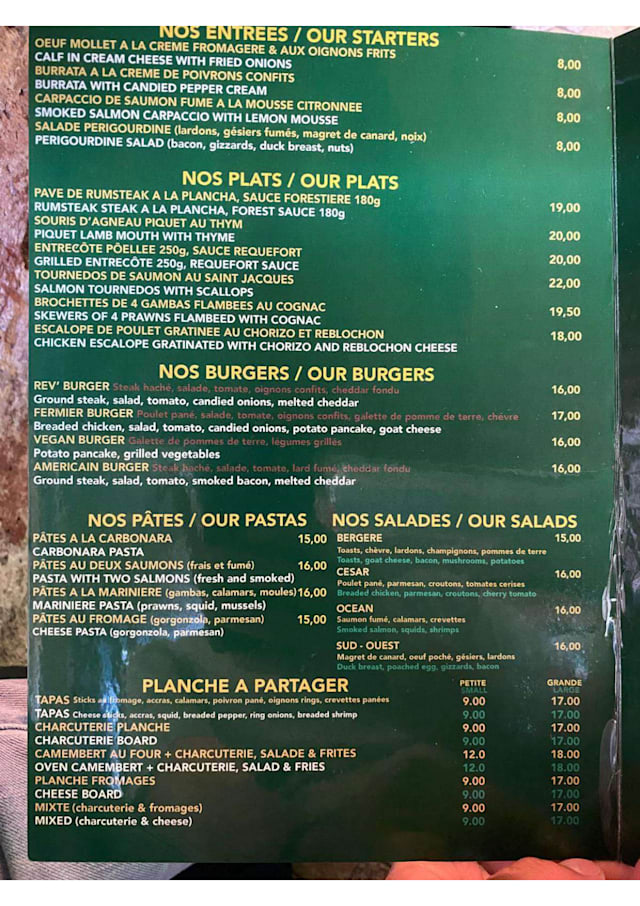 NOS ENTRÉES / OUR STARTERS
OEUF MOLLET A LA CREME FROMAGERE & AUX OIGNONS FRITS
CALF IN CREAM CHEESE WITH FRIED ONIONS 8,00
BURRATA A LA CREME DE POIVRONS CONFITS
BURRATA WITH CANDIED PEPPER CREAM 8,00
CARPACCIO DE SAUMON FUME A LA MOUSSE CITRONNEE
SMOKED SALMON CARPACCIO WITH LEMON MOUSSE 8,00
SALADE PERIGOURDINE (lardons, gésiers fumés, magret de canard, noix)
PERIGOURDINE SALAD (bacon, gizzards, duck breast, nuts) 8,00
NOS PLATS / OUR PLATS
PAVE DE RUMSTEAK A LA PLANCHA, SAUCE FORESTIERE 180g
RUMSTEAK STEAK A LA PLANCHA, FOREST SAUCE 180g 19,00
SOURIS D'AGNEAU PIQUET AU THYM
PIQUET LAMB MOUTH WITH THYME 20,00
ENTRECÔTE PÔELLEE 250g, SAUCE REQUEFORT
GRILLED ENTRECÔTE 250g, REQUEFORT SAUCE 20,00
TOURNEDOS DE SAUMON AU SAINT JACQUES
SALMON TOURNEDOS WITH SCALLOPS 22,00
BROCHETTES DE 4 GAMBAS FLAMBEES AU COGNAC
SKEWERS OF 4 PRAWNS FLAMBEED WITH COGNAC 19,50
ESCALOPE DE POULET GRATINEE AU CHORIZO ET REBLOCHON
CHICKEN ESCALOPE GRATINATED WITH CHORIZO AND REBLOCHON CHEESE 18,00
NOS BURGERS / OUR BURGERS
REV' BURGER Steak haché, salade, tomate, oignons confits, cheddar fondu
Ground steak, salad, tomato, candied onions, melted cheddar 16,00
FERMIER BURGER Poulet pané, salade, tomate, oignons confits, galette de pomme de terre, chévre
Breaded chicken, salad, tomato, candied onions, potato pancake, goat cheese 17,00
VEGAN BURGER Galette de pommes de terre, légumes grillés
Potato pancake, grilled vegetables 16,00
AMERICAIN BURGER Steak haché, salade, tomate, lard fumé, cheddar fondu
Ground steak, salad, tomato, smoked bacon, melted cheddar 16,00
NOS PÂTES / OUR PASTAS
PÂTES A LA CARBONARA 15,00
CARBONARA PASTA
PÂTES AU DEUX SAUMONS (frais et fumé) 16,00
PASTA WITH TWO SALMONS (fresh and smoked)
PÂTES A LA MARINIERE (gambas, calamars, moules) 16,00
MARINIERE PASTA (prawns, squid, mussels)
PÂTES AU FROMAGE (gorgonzola, parmesan) 15,00
CHEESE PASTA (gorgonzola, parmesan)
NOS SALADES / OUR SALADS
BERGERE 15,00
Toasts, chèvre, lardons, champignons, pommes de terre
Toasts, goat cheese, bacon, mushrooms, potatoes
CESAR 16,00
Poulet pané, parmesan, croutons, tomates cerises
Breaded chicken, parmesan, croutons, cherry tomato
OCEAN 16,00
Saumon fumé, calamars, crevettes
Smoked salmon, squids, shrimps
SUD - OUEST 16,00
Magret de canard, oeuf poché, gésiers, lardons
Duck breast, poached egg, gizzards, bacon
PLANCHE A PARTAGER
PETITE GRANDE
SMALL LARGE
TAPAS Sticks au fromage, accras, calamars, poivron pané, oignons rings, crevettes panées 9.00 17.00
TAPAS Cheese sticks, accras, squid, breaded pepper, ring onions, breaded shrimp 9.00 17.00
CHARCUTERIE PLANCHE 9.00 17.00
CHARCUTERIE BOARD 9.00 17.00
CAMEMBERT AU FOUR + CHARCUTERIE, SALADE & FRITES 12.0 18.00
OVEN CAMEMBERT + CHARCUTERIE, SALAD & FRIES 12.0 18.00
PLANCHE FROMAGES 9.00 17.00
CHEESE BOARD 9.00 17.00
MIXTE (charcuterie & fromages) 9.00 17.00
MIXED (charcuterie & cheese) 9.00 17.00